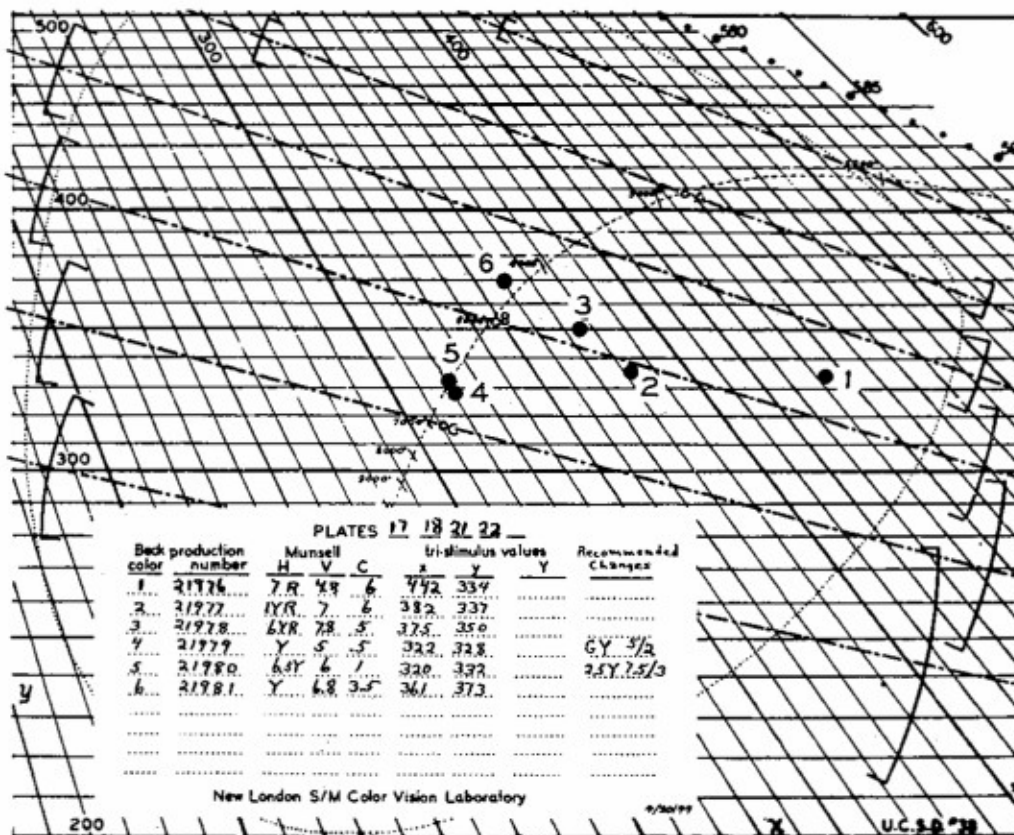 500
300
400
580
600
585
400
6
3
5
4
2
1
300
PLATES 17 18 21 22
Beck production Munsell tri-stimulus values Recommended
color number H V C x y Y Changes
1 21976 7R 4.8 6 442 334
2 21977 1YR 7 6 382 337
3 21978 6YR 7.8 .5 375 350
4 21979 Y 5 .5 322 328 GY 5/2
5 21980 6.5Y 6 1 320 332 2.5Y 7.5/3
6 21981 Y 6.8 3.5 361 373
y
New London S/M Color Vision Laboratory
200
x
U.C.S.D #38